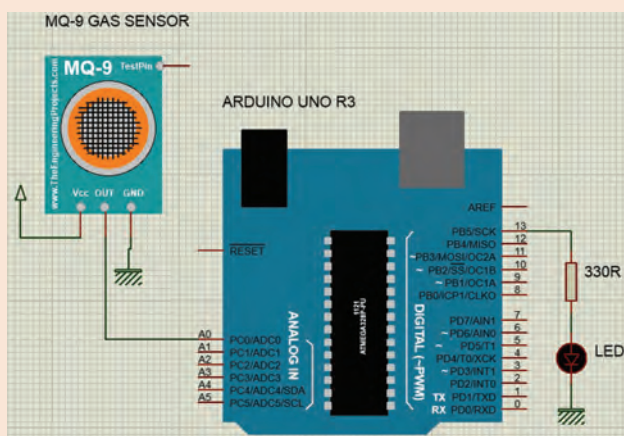 MQ-9 GAS SENSOR
MQ-9 TestPin
www.TheEngineeringProjects.com
Vcc OUT GND
ARDUINO UNO R3
AREF
RESET
PB5/SCK 13
PB4/MISO 12
~PB3/MOSI/OC2A 11
~ PB2/SS/OC1B 10
~ PB1/OC1A 9
PB0/ICP1/CLKO 8
PD7/AIN1 7
~ PD6/AIN0 6
~ PD5/T1 5
PD4/T0/XCK 4
~ PD3/INT1 3
PD2/INT0 2
TX PD1/TXD 1
RX PD0/RXD 0
DIGITAL (~PWM)
1121
ATMEGA328P-PU
ANALOG IN
A0 PC0/ADC0
A1 PC1/ADC1
A2 PC2/ADC2
A3 PC3/ADC3
A4 PC4/ADC4/SDA
A5 PC5/ADC5/SCL
330R
LED